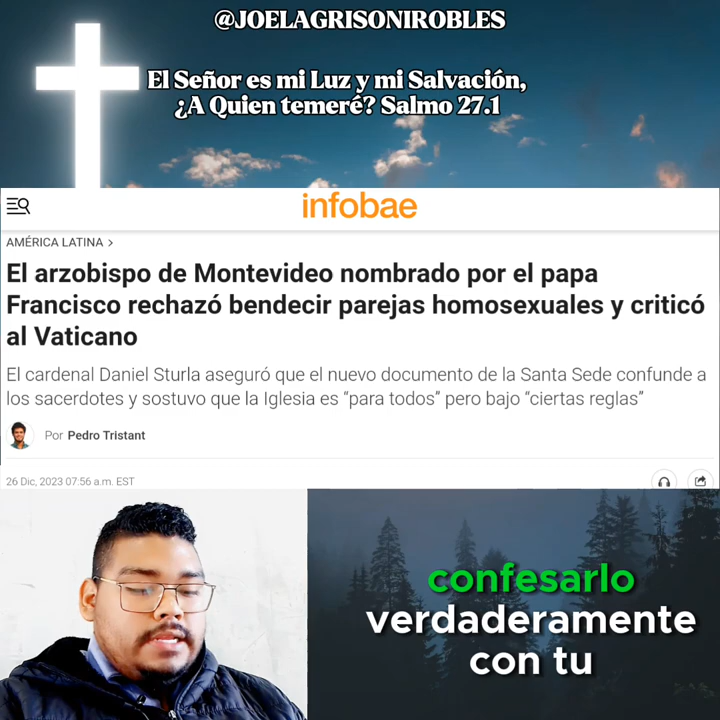 @JOELAGRISONIROBLES
El Señor es mi Luz y mi Salvación,
¿A Quien temeré? Salmo 27.1
infobae
AMÉRICA LATINA >
El arzobispo de Montevideo nombrado por el papa
Francisco rechazó bendecir parejas homosexuales y criticó
al Vaticano
El cardenal Daniel Sturla aseguró que el nuevo documento de la Santa Sede confunde a
los sacerdotes y sostuvo que la Iglesia es “para todos” pero bajo “ciertas reglas”
Por Pedro Tristant
26 Dic, 2023 07:56 a.m. EST
confesarlo
verdaderamente
con tu